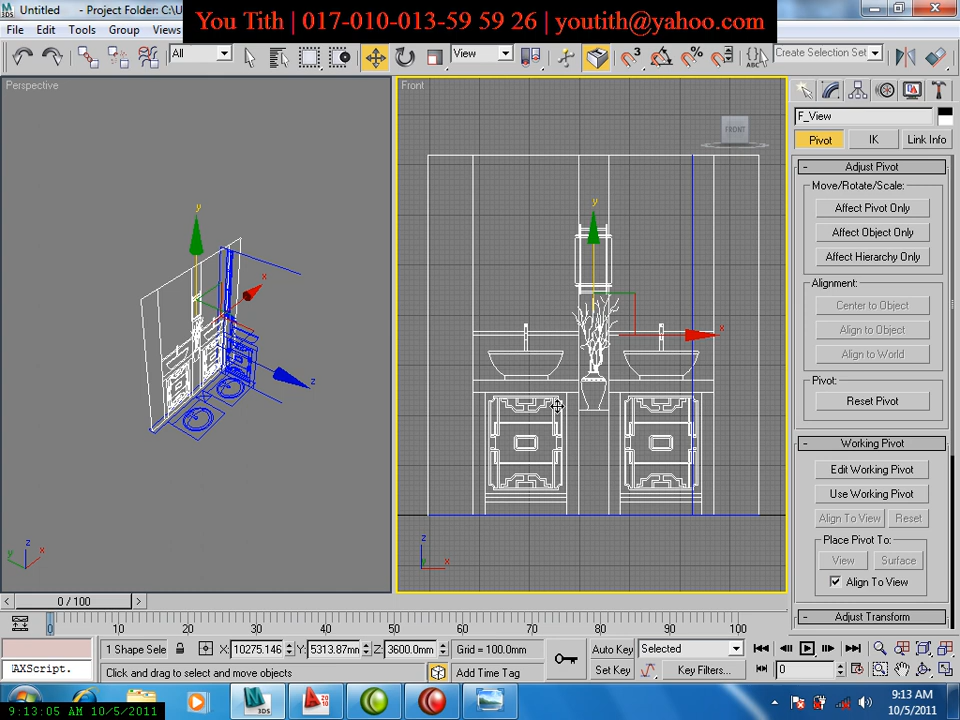 Untitled - Project Folder: C:\U
You Tith | 017-010-013-59 59 26 | youtith@yahoo.com
File Edit Tools Group Views
All
View
Create Selection Set
Perspective
Front
FRONT
F_View
Pivot IK Link Info
- Adjust Pivot
Move/Rotate/Scale:
Affect Pivot Only
Affect Object Only
Affect Hierarchy Only
Alignment:
Center to Object
Align to Object
Align to World
Pivot:
Reset Pivot
- Working Pivot
Edit Working Pivot
Use Working Pivot
Align To View Reset
Place Pivot To:
View Surface
Align To View
- Adjust Transform
y
x
z
y
x
z
y x
z
x
< 0 / 100 >
0 10 20 30 40 50 60 70 80 90 100
1 Shape Sele X: 10275.146 Y: 5313.87mm Z: 3600.0mm Grid = 100.0mm Auto Key Selected
AXScript. Click and drag to select and move objects Add Time Tag Set Key Key Filters... 0
9:13:05 AM 10/5/2011
9:13 AM
10/5/2011